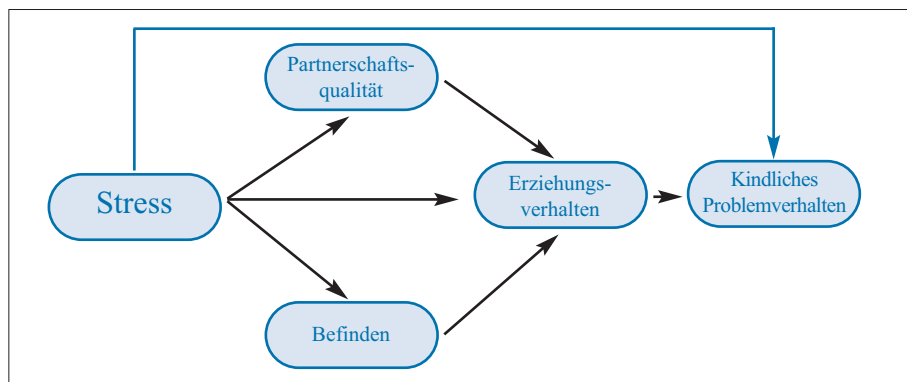 Partnerschafts-
qualität
Stress
Erziehungs-
verhalten
Kindliches
Problemverhalten
Befinden